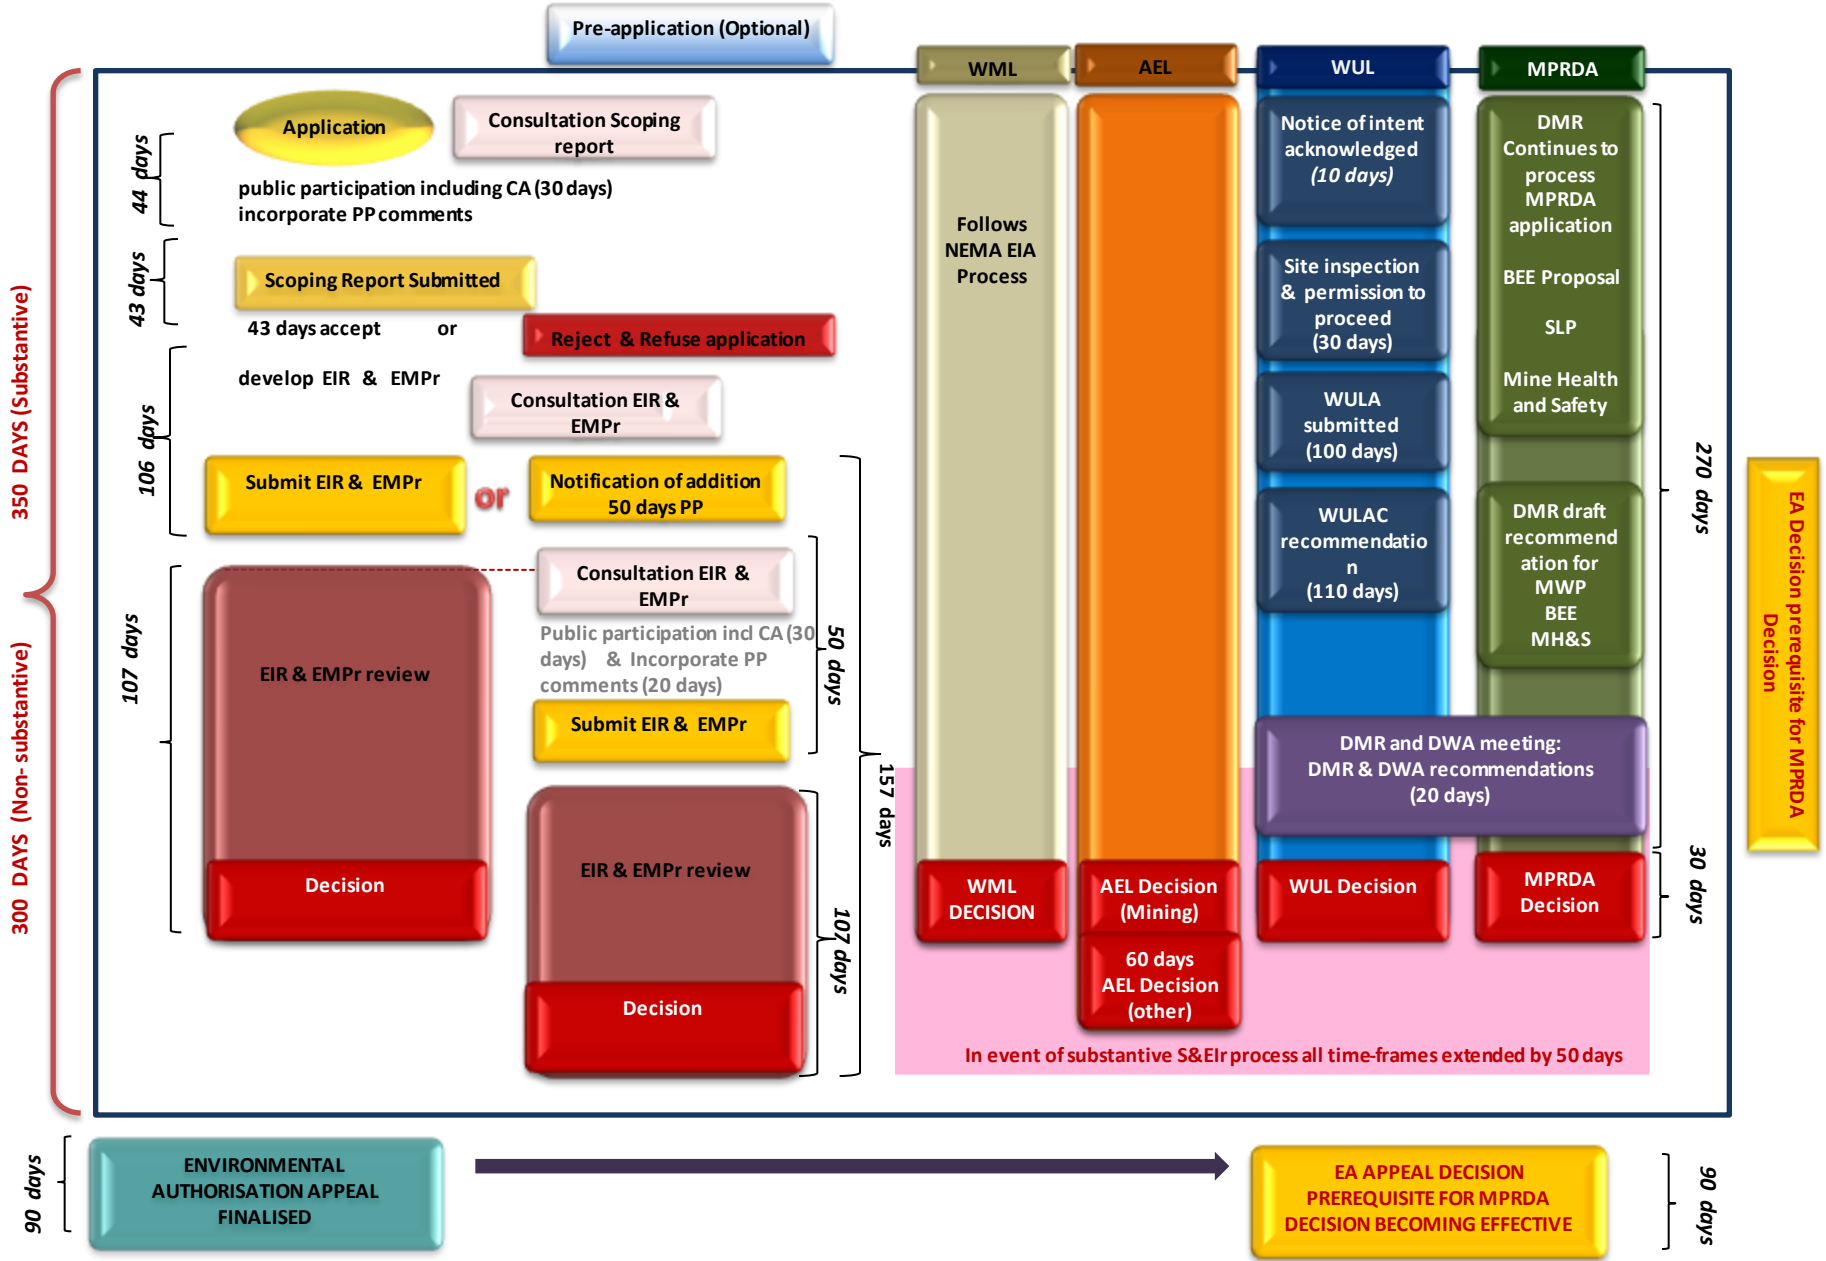 Pre-application (Optional)
WML
AEL
WUL
MPRDA
350 DAYS (Substantive)
300 DAYS (Non- substantive)
44 days
Application
Consultation Scoping
report
public participation including CA (30 days)
incorporate PP comments
43 days
Scoping Report Submitted
43 days accept or
Reject & Refuse application
106 days
develop EIR & EMPr
Consultation EIR &
EMPr
Submit EIR & EMPr
or
Notification of addition
50 days PP
107 days
EIR & EMPr review
Decision
Consultation EIR &
EMPr
Public participation incl CA (30
days) & Incorporate PP
comments (20 days)
Submit EIR & EMPr
50 days
EIR & EMPr review
Decision
107 days
157 days
Follows
NEMA EIA
Process
WML
DECISION
AEL Decision
(Mining)
60 days
AEL Decision
(other)
Notice of intent
acknowledged
(10 days)
Site inspection
& permission to
proceed
(30 days)
WULA
submitted
(100 days)
WULAC
recommendatio
n
(110 days)
DMR
Continues to
process
MPRDA
application
BEE Proposal
SLP
Mine Health
and Safety
DMR draft
recommend
ation for
MWP
BEE
MH&S
DMR and DWA meeting:
DMR & DWA recommendations
(20 days)
WUL Decision
MPRDA
Decision
270 days
30 days
EA Decision prerequisite for MPRDA
Decision
In event of substantive S&EIr process all time-frames extended by 50 days
90 days
ENVIRONMENTAL
AUTHORISATION APPEAL
FINALISED
EA APPEAL DECISION
PREREQUISITE FOR MPRDA
DECISION BECOMING EFFECTIVE
90 days